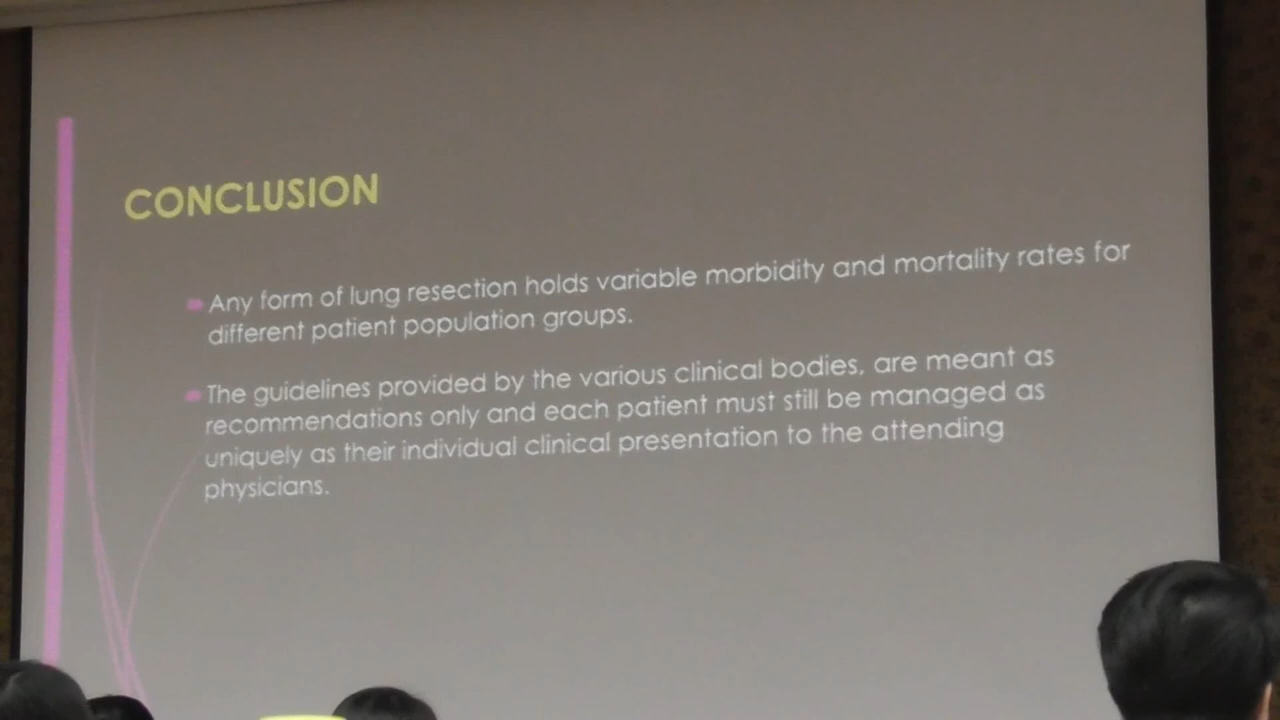 CONCLUSION
Any form of lung resection holds variable morbidity and mortality rates for
different patient population groups.
The guidelines provided by the various clinical bodies, are meant as
recommendations only and each patient must still be managed as
uniquely as their individual clinical presentation to the attending
physicians.